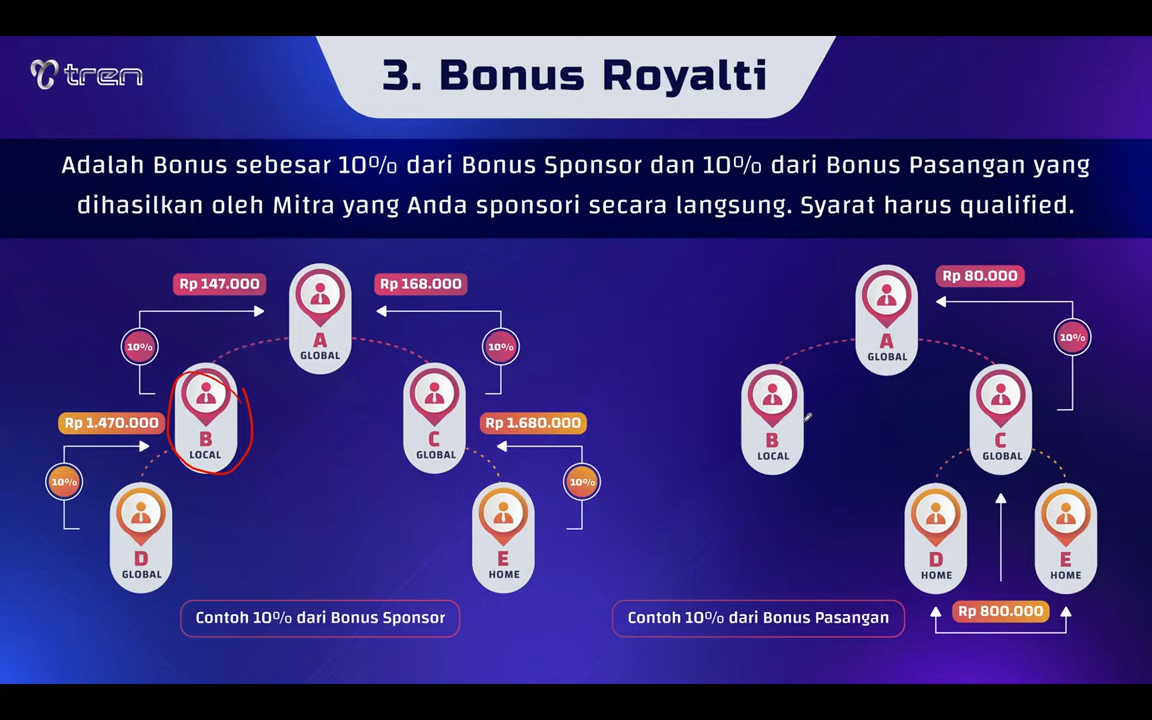 tren
3. Bonus Royalti
Adalah Bonus sebesar 10% dari Bonus Sponsor dan 10% dari Bonus Pasangan yang
dihasilkan oleh Mitra yang Anda sponsori secara langsung. Syarat harus qualified.
Rp 147.000
Rp 168.000
10%
10%
A
GLOBAL
Rp 1.470.000
B
LOCAL
C
GLOBAL
Rp 1.680.000
10%
10%
D
GLOBAL
E
HOME
Contoh 10% dari Bonus Sponsor
Rp 80.000
10%
A
GLOBAL
B
LOCAL
C
GLOBAL
D
HOME
E
HOME
Rp 800.000
Contoh 10% dari Bonus Pasangan